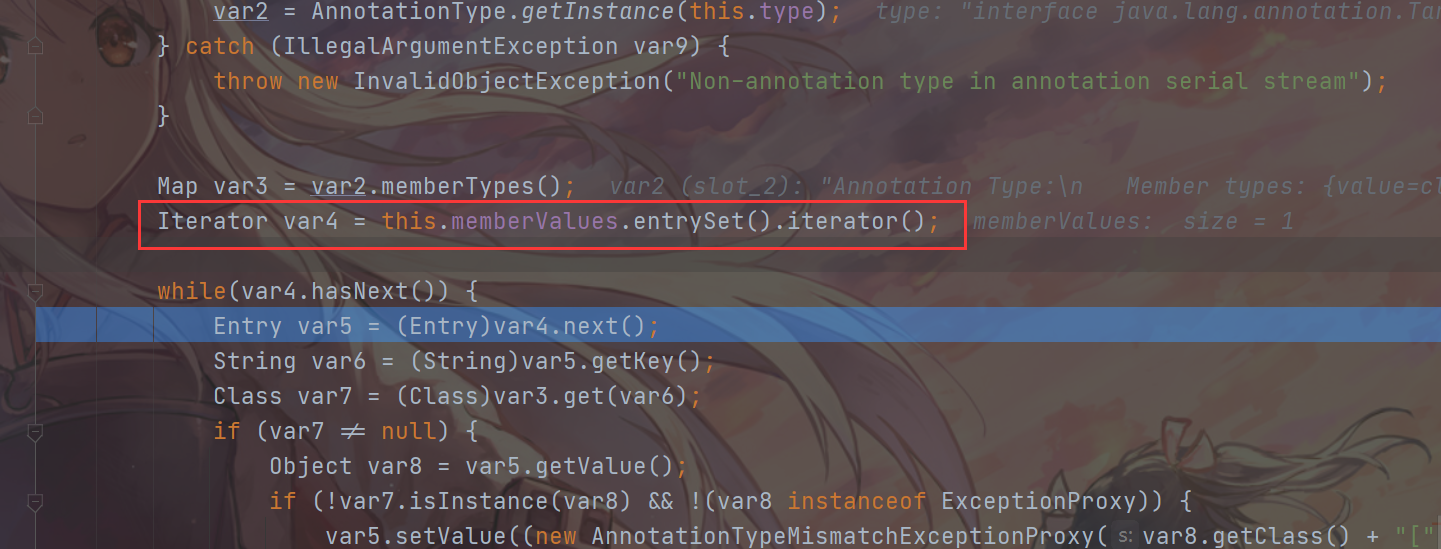 var2 = AnnotationType.getInstance(this.type);   type: "interface java.lang.annotation.Tar
} catch (IllegalArgumentException var9) {
throw new InvalidObjectException("Non-annotation type in annotation serial stream");
}
Map var3 = var2.memberTypes();   var2 (slot_2): "Annotation Type:\n   Member types: {value=cl
Iterator var4 = this.memberValues.entrySet().iterator();   memberValues:  size = 1
while(var4.hasNext()) {
Entry var5 = (Entry)var4.next();
String var6 = (String)var5.getKey();
Class var7 = (Class)var3.get(var6);
if (var7 ≠ null) {
Object var8 = var5.getValue();
if (!var7.isInstance(var8) && !(var8 instanceof ExceptionProxy)) {
var5.setValue((new AnnotationTypeMismatchExceptionProxy( s: var8.getClass() + "["